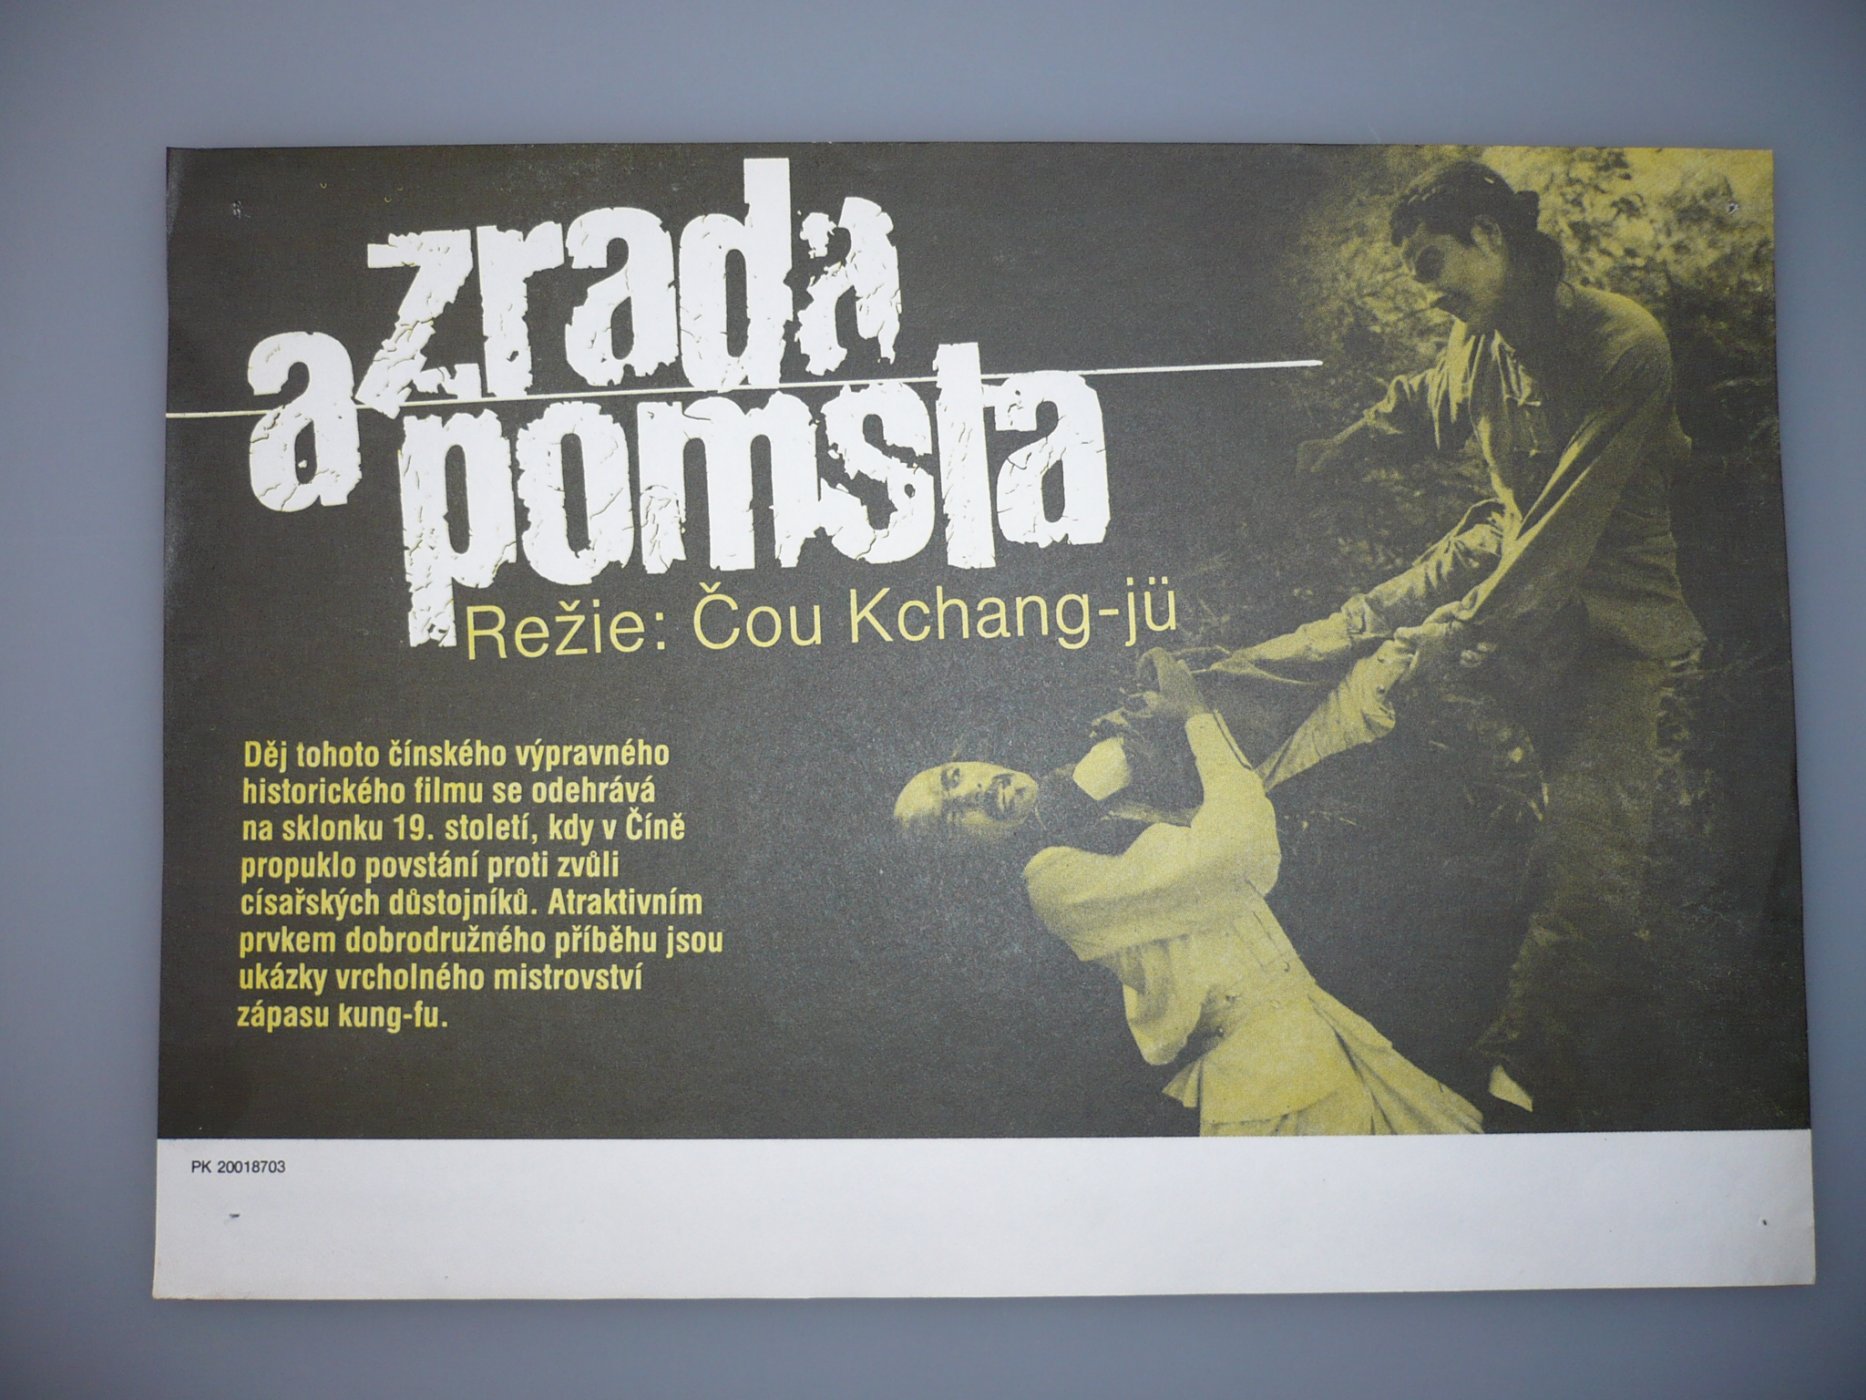 zrada
a pomsta
Režie: Čou Kchang-jü
Děj tohoto čínského výpravného
historického filmu se odehrává
na sklonku 19. století, kdy v Číně
propuklo povstání proti zvůli
císařských důstojníků. Atraktivním
prvkem dobrodružného příběhu jsou
ukázky vrcholného mistrovství
zápasu kung-fu.
PK 20018703